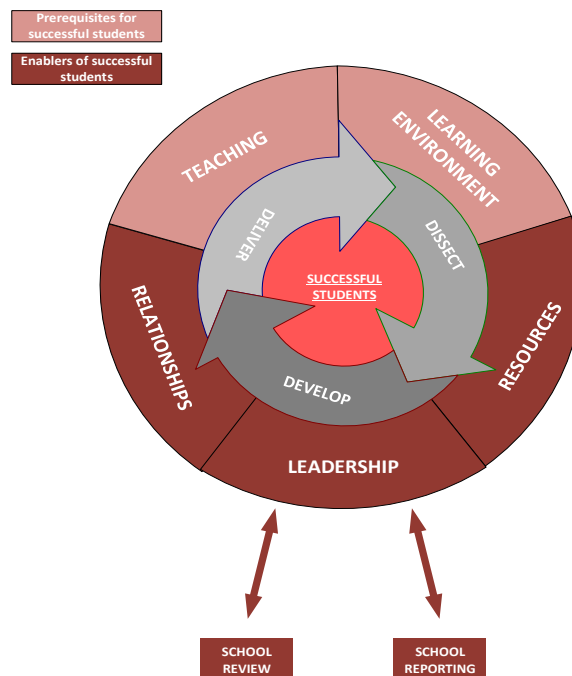 Prerequisites for
successful students
Enablers of successful
students
TEACHING
LEARNING
ENVIRONMENT
DELIVER
DISSECT
SUCCESSFUL
STUDENTS
RELATIONSHIPS
RESOURCES
DEVELOP
LEADERSHIP
SCHOOL
REVIEW
SCHOOL
REPORTING